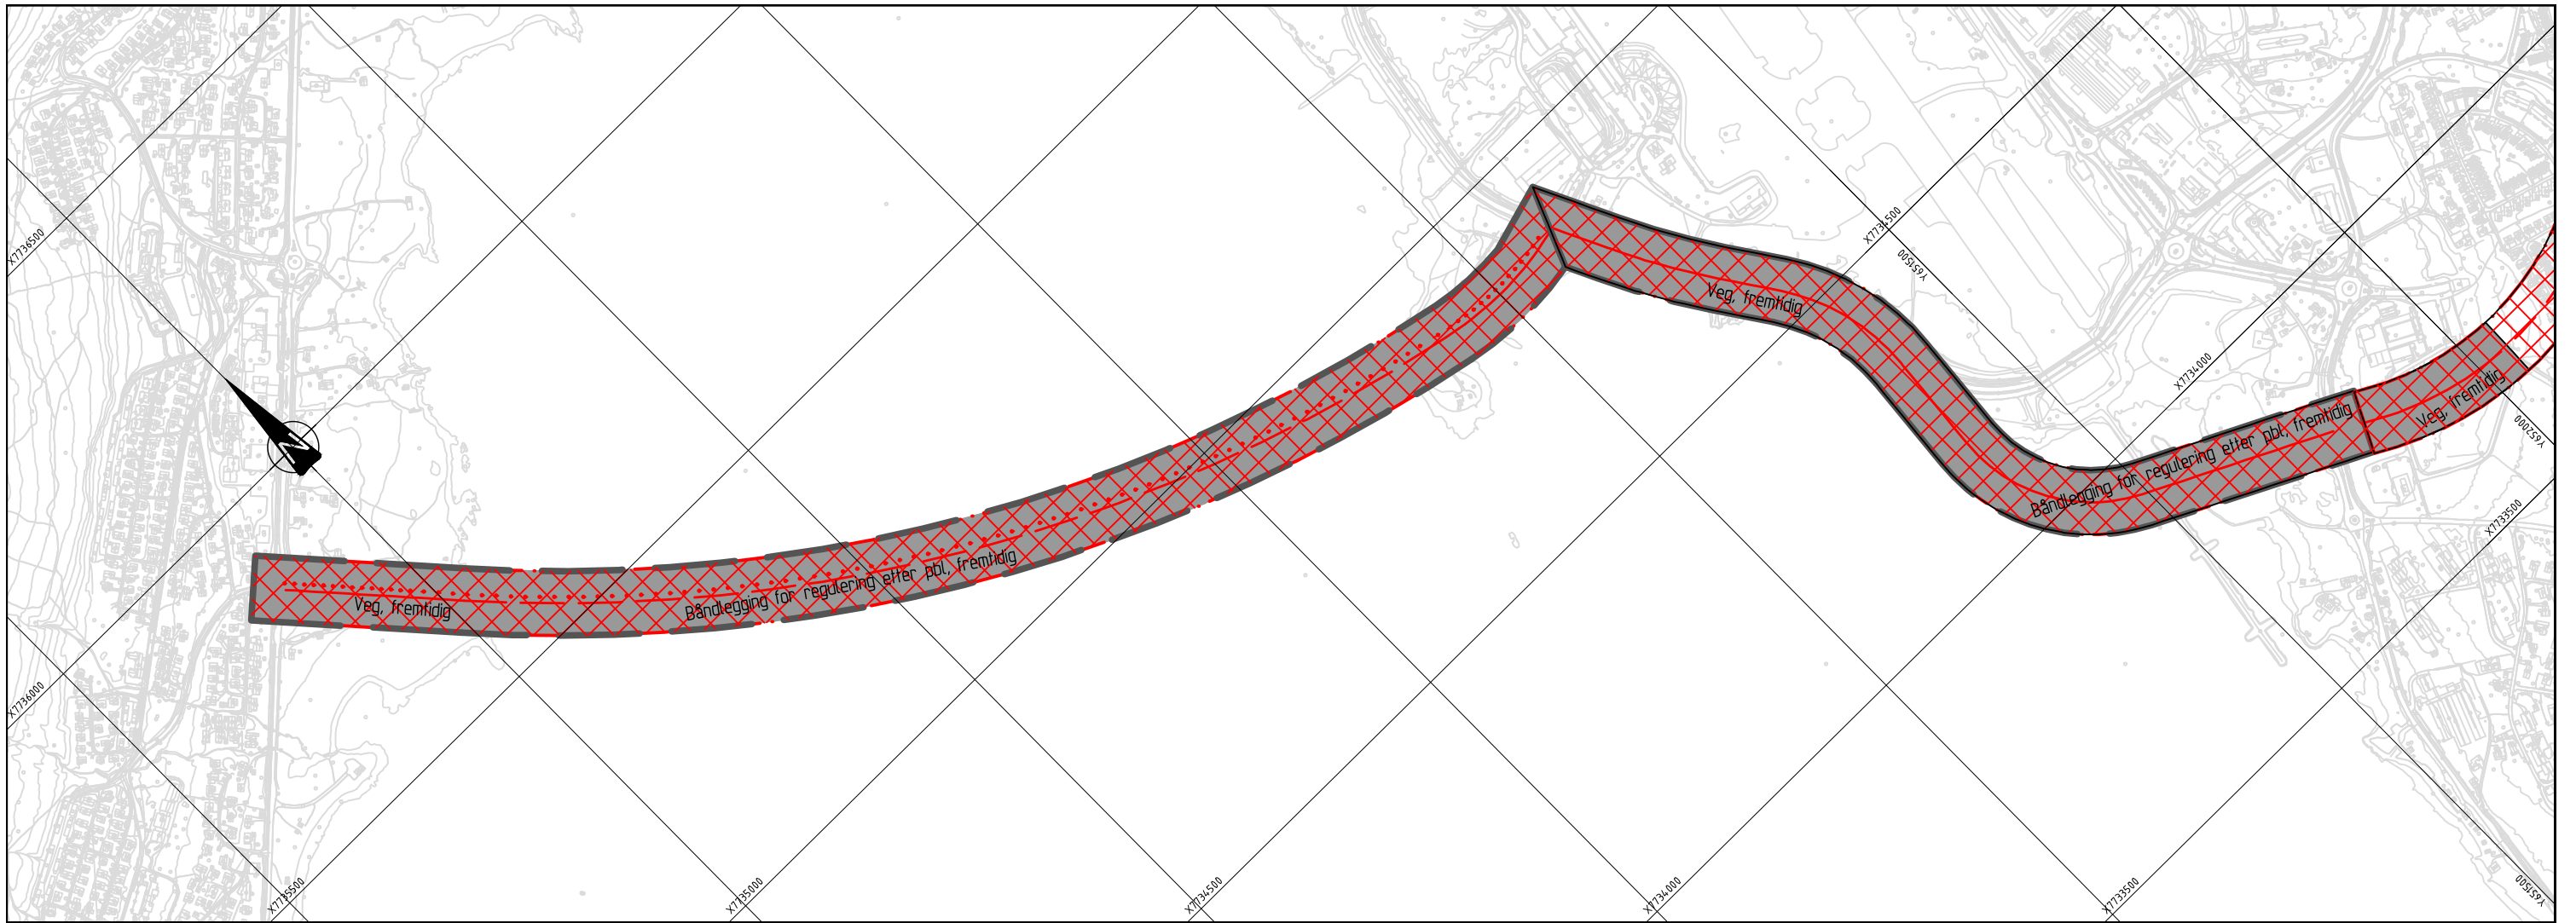 X7736500
X7734500
Y651500
Veg, fremtidig
X7734000
Båndlegging for regulering etter pbl, fremtidig
Veg, fremtidig
Y652000
N
X7733500
Båndlegging for regulering etter pbl, fremtidig
Veg, fremtidig
X7736000
X7735500
X7735000
X7734500
X7734000
X7733500
Y651500